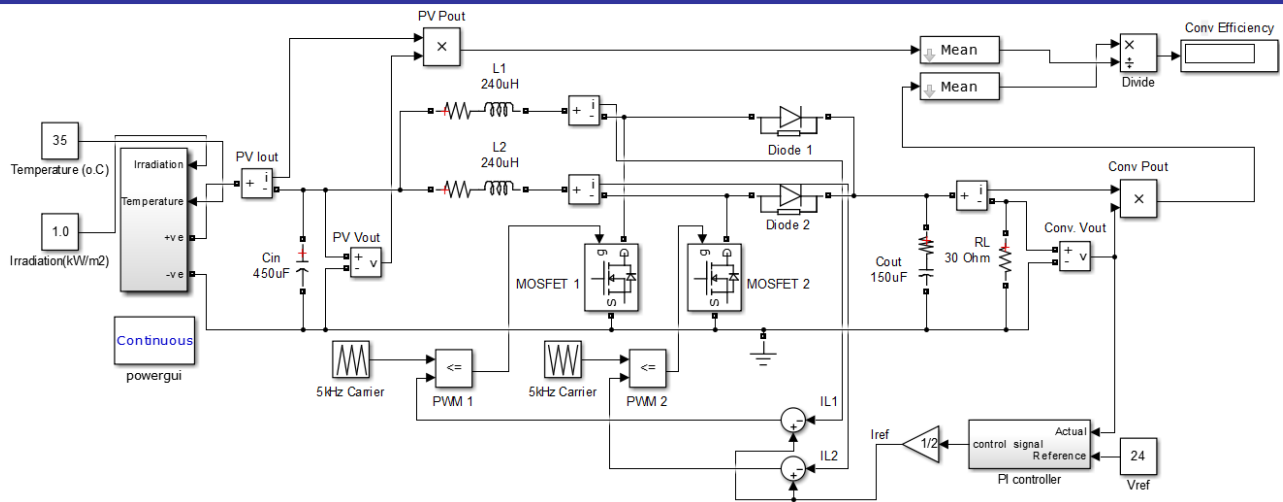 PV Pout
×
Conv Efficiency
Mean
×
÷
Divide
Mean
L1
240uH
+
i
-
35
Temperature (o.C)
Irradiation
Temperature
+ve
-ve
PV Iout
+
i
-
1.0
Irradiation(kW/m2)
L2
240uH
+
i
-
Diode 1
Diode 2
Conv Pout
×
+
i
-
Cin
450uF
PV Vout
+
-
v
MOSFET 1
g
D
S
g
D
S
MOSFET 2
Cout
150uF
RL
30 Ohm
Conv. Vout
+
-
v
Continuous
powergui
5kHz Carrier
<=
PWM 1
5kHz Carrier
<=
PWM 2
IL1
+
-
IL2
+
-
Iref
1/2
Actual
control signal
Reference
PI controller
24
Vref